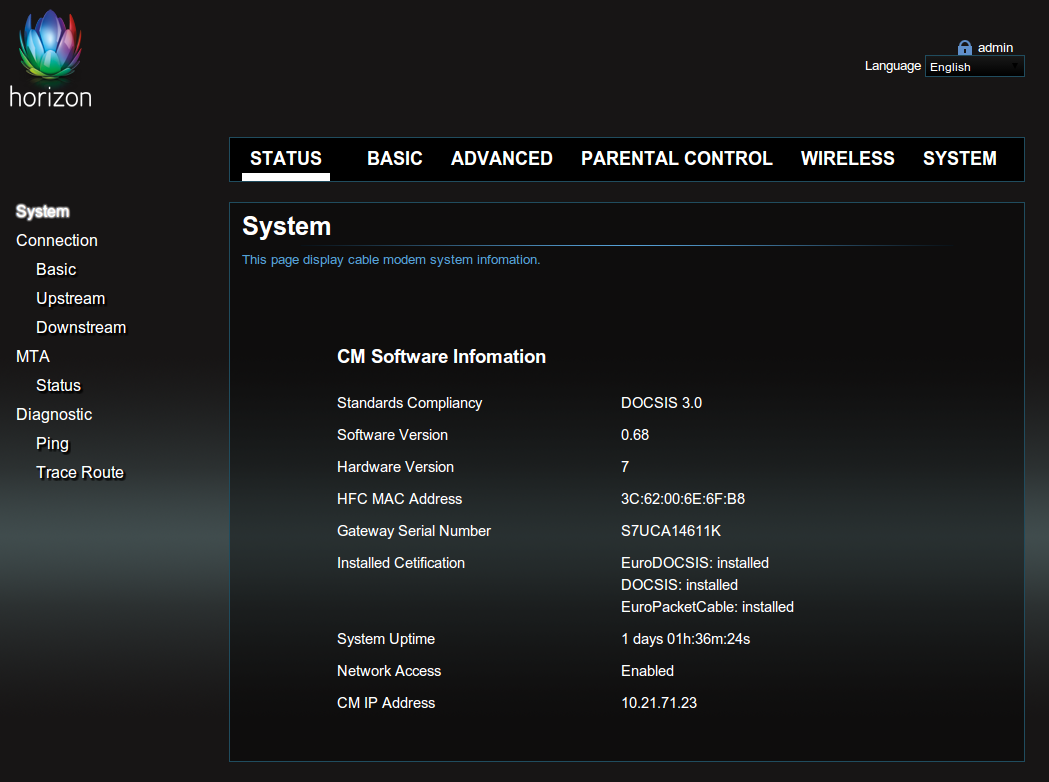 horizon
admin
Language English
STATUS BASIC ADVANCED PARENTAL CONTROL WIRELESS SYSTEM
System
Connection
Basic
Upstream
Downstream
MTA
Status
Diagnostic
Ping
Trace Route
System
This page display cable modem system infomation.
CM Software Infomation
Standards Compliancy DOCSIS 3.0
Software Version 0.68
Hardware Version 7
HFC MAC Address 3C:62:00:6E:6F:B8
Gateway Serial Number S7UCA14611K
Installed Cetification EuroDOCSIS: installed
DOCSIS: installed
EuroPacketCable: installed
System Uptime 1 days 01h:36m:24s
Network Access Enabled
CM IP Address 10.21.71.23